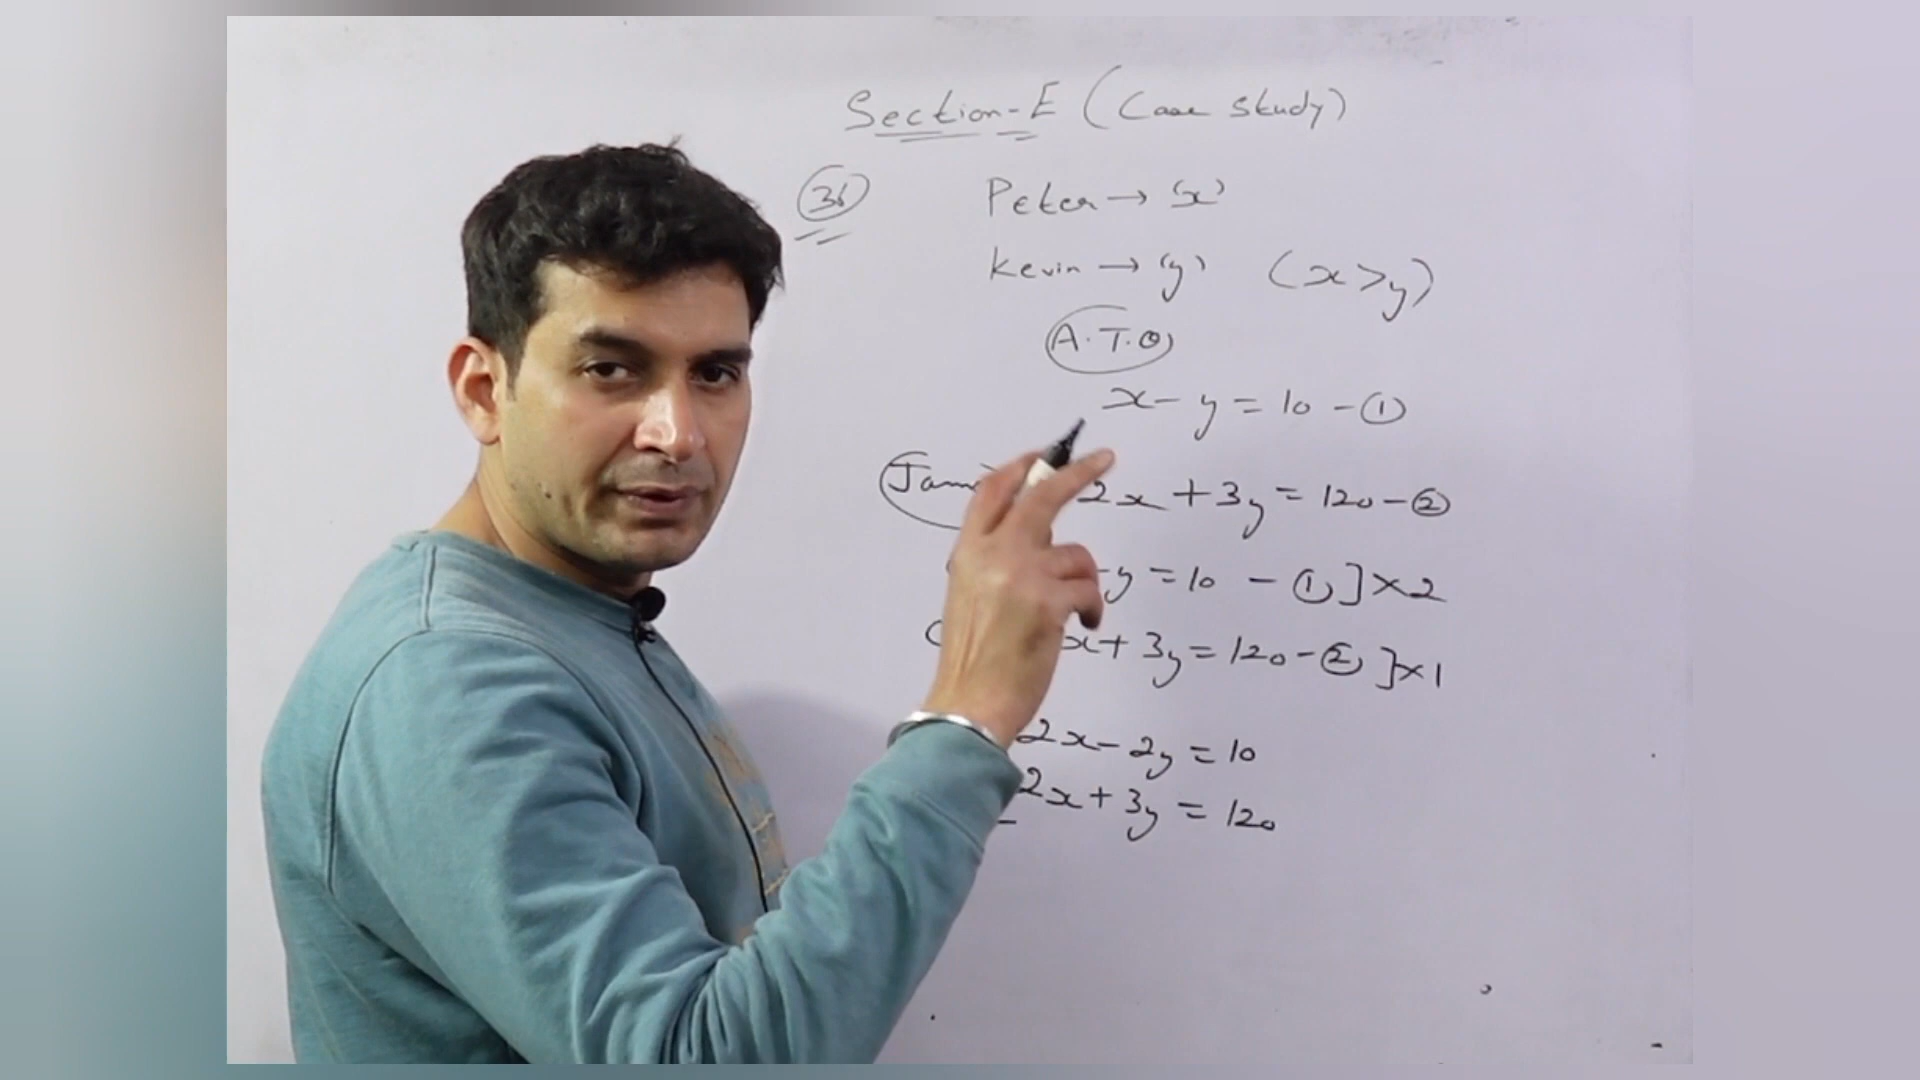 Section-E (Case Study)
36 Peter → 'x'
Kevin → 'y' (x>y)
A.T.Q
x - y = 10 - ①
2x + 3y = 120 - ②
-y = 10 - ① ] × 2
x + 3y = 120 - ② ] × 1
2x - 2y = 10
2x + 3y = 120
-